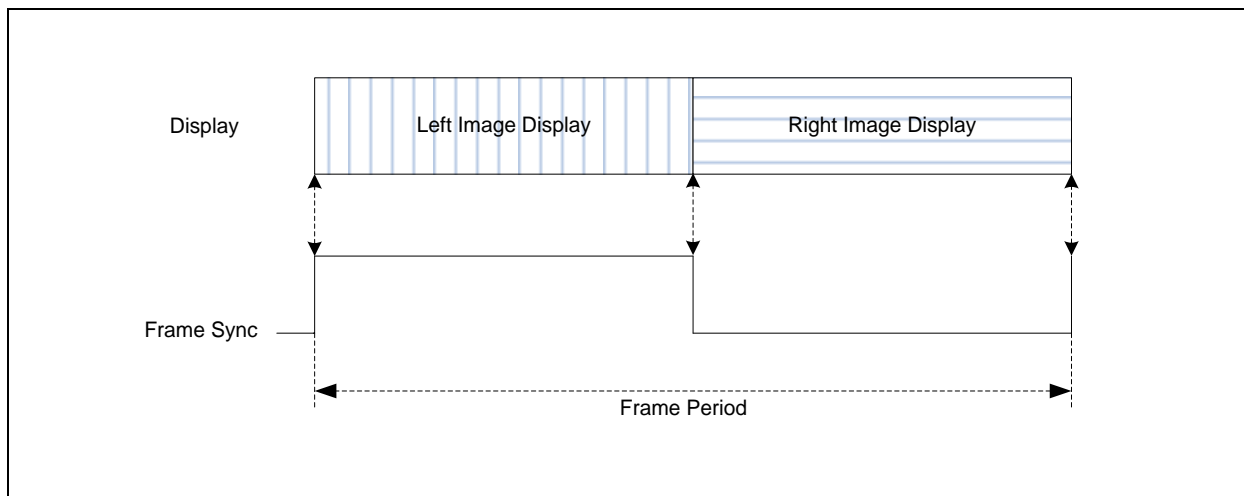 Display
Left Image Display
Right Image Display
Frame Sync
Frame Period